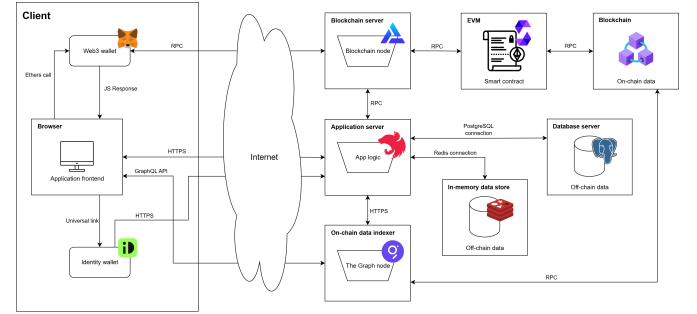 Client
Web3 wallet
RPC
Ethers call
JS Response
Browser
Application frontend
HTTPS
GraphQL API
Universal link
HTTPS
Identity wallet
iD
Internet
Blockchain server
Blockchain node
RPC
EVM
Smart contract
RPC
Blockchain
On-chain data
RPC
Application server
App logic
PostgreSQL
connection
Redis connection
Database server
Off-chain data
In-memory data store
Off-chain data
HTTPS
On-chain data indexer
The Graph node
RPC